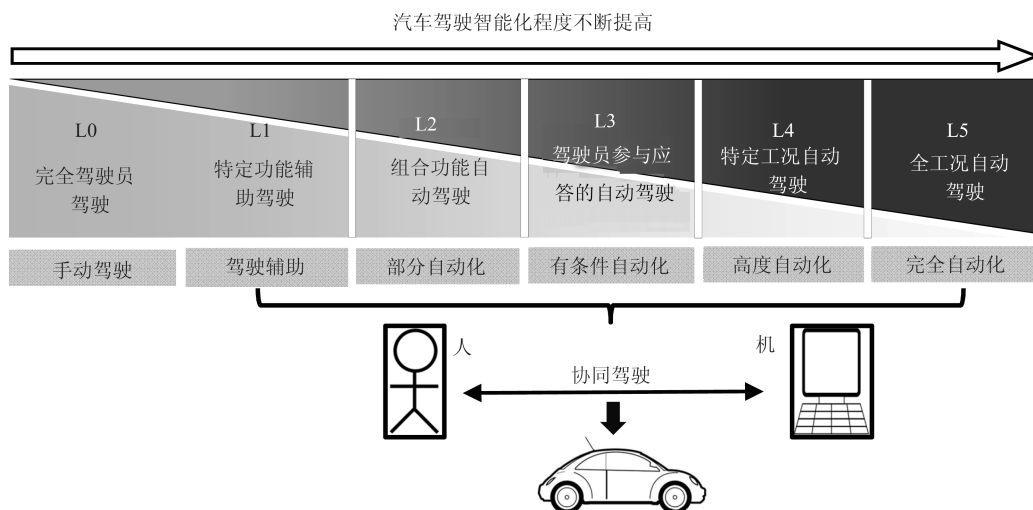 汽车驾驶智能化程度不断提高
L0
完全驾驶员
驾驶
L1
特定功能辅
助驾驶
L2
组合功能自
动驾驶
L3
驾驶员参与应
答的自动驾驶
L4
特定工况自动
驾驶
L5
全工况自动
驾驶
手动驾驶
驾驶辅助
部分自动化
有条件自动化
高度自动化
完全自动化
人
机
协同驾驶